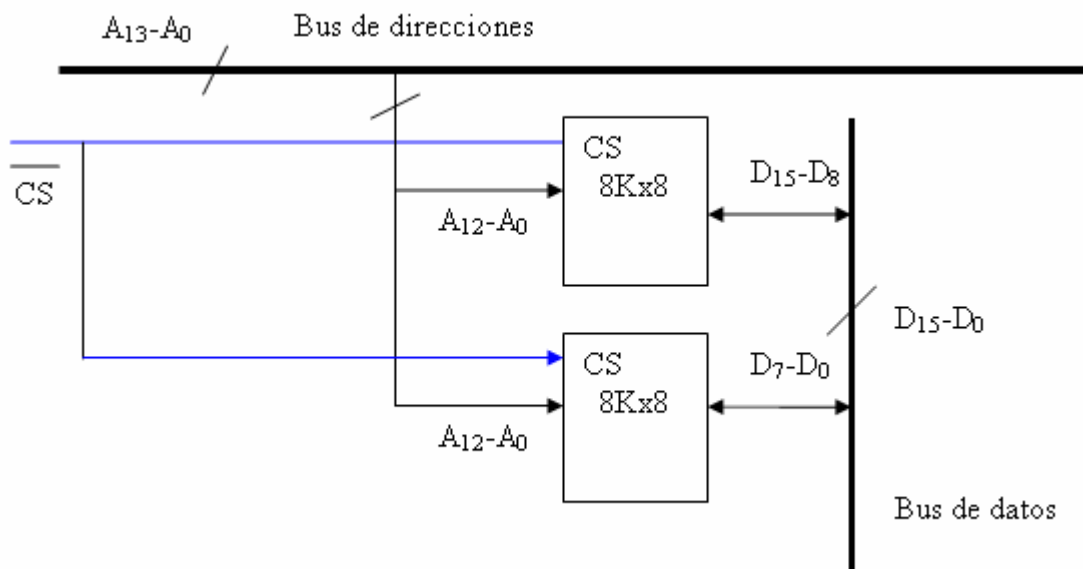 A₁₃-A₀
Bus de direcciones
CS
CS
8Kx8
D₁₅-D₈
A₁₂-A₀
D₁₅-D₀
CS
8Kx8
D₇-D₀
A₁₂-A₀
Bus de datos